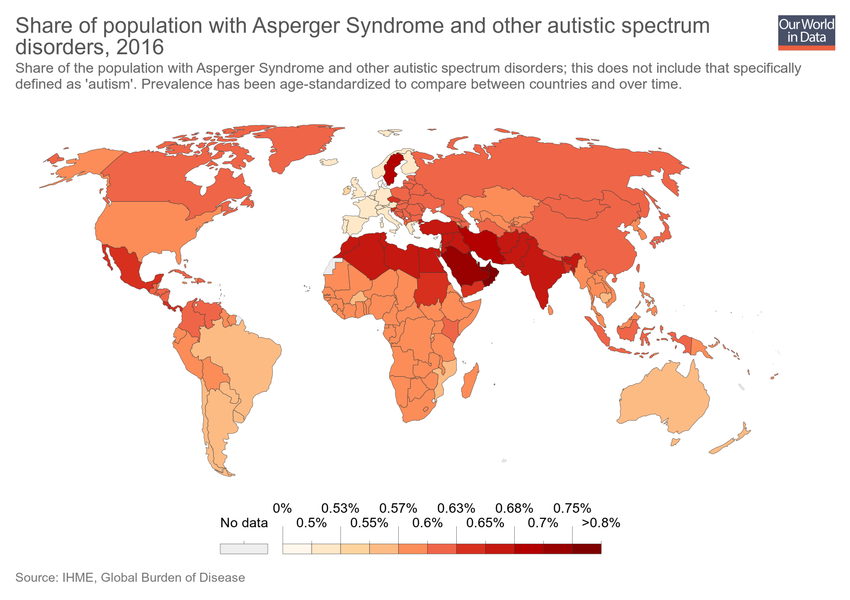 Share of population with Asperger Syndrome and other autistic spectrum
disorders, 2016
Our World
in Data
Share of the population with Asperger Syndrome and other autistic spectrum disorders; this does not include that specifically
defined as 'autism'. Prevalence has been age-standardized to compare between countries and over time.
0% 0.53% 0.57% 0.63% 0.68% 0.75%
No data 0.5% 0.55% 0.6% 0.65% 0.7% >0.8%
Source: IHME, Global Burden of Disease